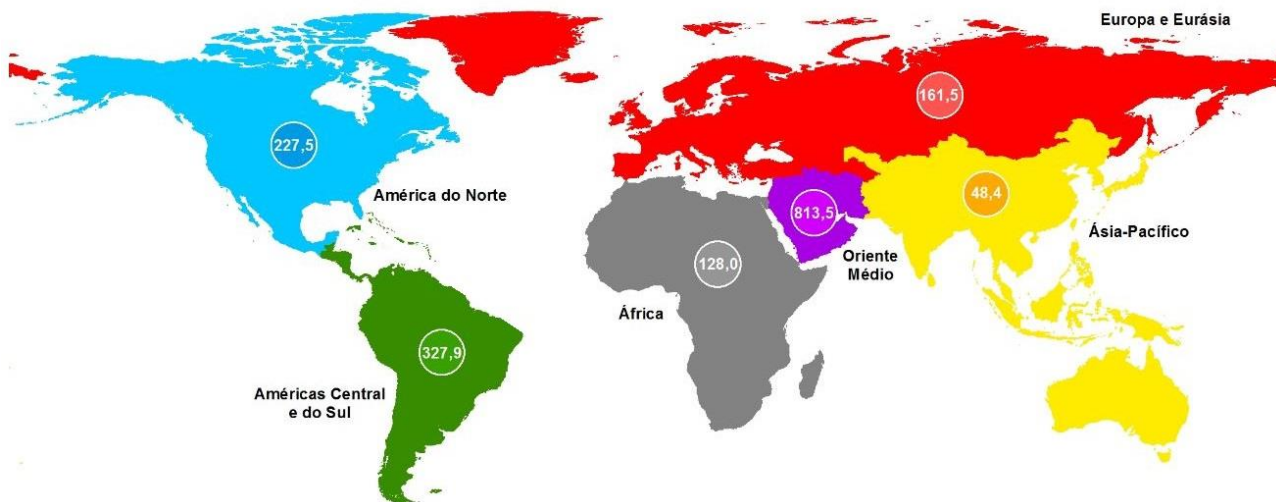 Europa e Eurásia
161,5
227,5
América do Norte
48,4
813,5
Ásia-Pacífico
Oriente
Médio
128,0
África
327,9
Américas Central
e do Sul